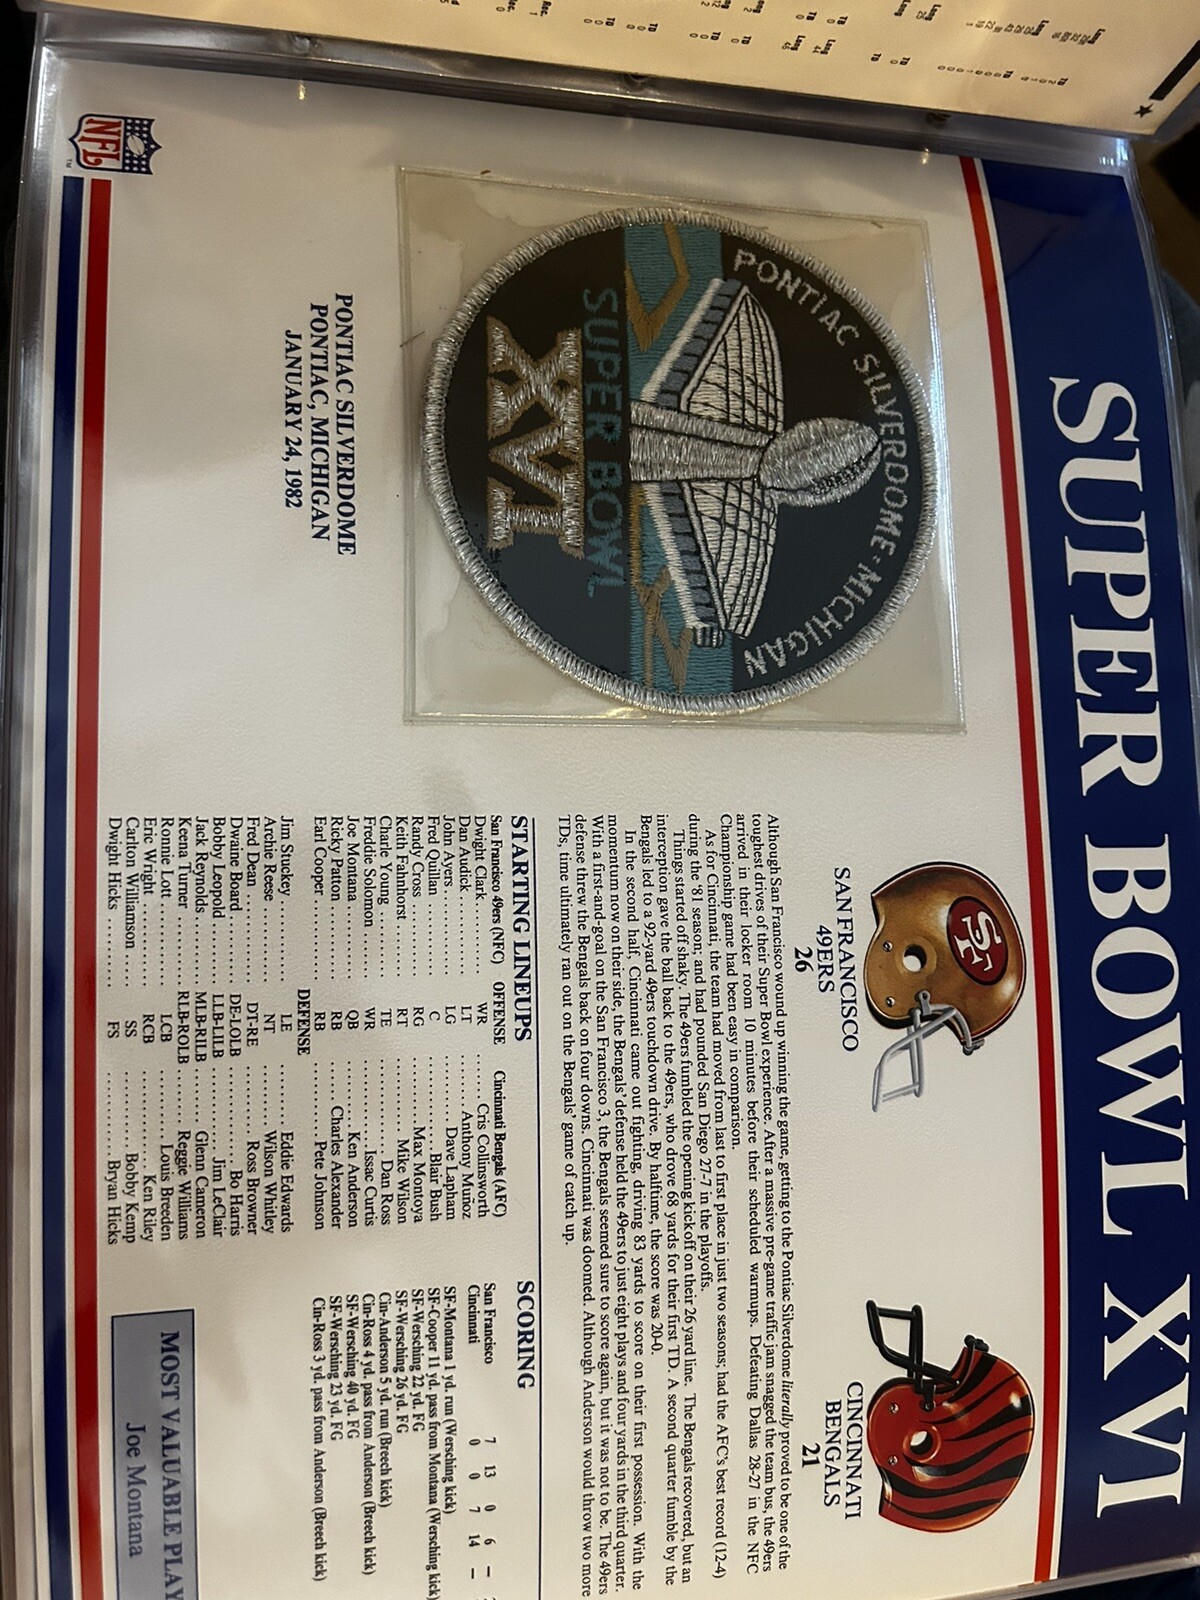 SUPER BOWL XVI
NFL
TM
PONTIAC SILVERDOME · MICHIGAN
SUPER BOWL
XVI
PONTIAC SILVERDOME
PONTIAC, MICHIGAN
JANUARY 24, 1982
SF
SAN FRANCISCO
49ERS
26
CINCINNATI
BENGALS
21
Although San Francisco wound up winning the game, getting to the Pontiac Silverdome literally proved to be one of the
toughest drives of their Super Bowl experience. After a massive pre-game traffic jam snagged the team bus, the 49ers
arrived in their locker room 10 minutes before their scheduled warmups. Defeating Dallas 28-27 in the NFC
Championship game had been easy in comparison.
As for Cincinnati, the team had moved from last to first place in just two seasons; had the AFC's best record (12-4)
during the '81 season; and had pounded San Diego 27-7 in the playoffs.
Things started off shaky. The 49ers fumbled the opening kickoff on their 26 yard line. The Bengals recovered, but an
interception gave the ball back to the 49ers, who drove 68 yards for their first TD. A second quarter fumble by the
Bengals led to a 92-yard 49ers touchdown drive. By halftime, the score was 20-0.
In the second half, Cincinnati came out fighting, driving 83 yards to score on their first possession. With the
momentum now on their side, the Bengals' defense held the 49ers to just eight plays and four yards in the third quarter.
With a first-and-goal on the San Francisco 3, the Bengals seemed sure to score again, but it was not to be. The 49ers
defense threw the Bengals back on four downs. Cincinnati was doomed. Although Anderson would throw two more
TDs, time ultimately ran out on the Bengals' game of catch up.
STARTING LINEUPS
San Francisco 49ers (NFC) OFFENSE Cincinnati Bengals (AFC)
Dwight Clark ........ WR ........ Cris Collinsworth
Dan Audick ........ LT ........ Anthony Muñoz
John Ayers ........ LG ........ Dave Lapham
Fred Quilian ........ C ........ Blair Bush
Randy Cross ........ RG ........ Max Montoya
Keith Fahnhorst ........ RT ........ Mike Wilson
Charle Young ........ TE ........ Dan Ross
Freddie Solomon ........ WR ........ Issac Curtis
Joe Montana ........ QB ........ Ken Anderson
Ricky Patton ........ RB ........ Charles Alexander
Earl Cooper ........ RB ........ Pete Johnson
DEFENSE
Jim Stuckey ........ LE ........ Eddie Edwards
Archie Reese ........ NT ........ Wilson Whitley
Fred Dean ........ DT-RE ........ Ross Browner
Dwaine Board ........ DE-LOLB ........ Bo Harris
Bobby Leopold ........ LLB-LILB ........ Jim LeClair
Jack Reynolds ........ MLB-RILB ........ Glenn Cameron
Keena Turner ........ RLB-ROLB ........ Reggie Williams
Ronnie Lott ........ LCB ........ Louis Breeden
Eric Wright ........ RCB ........ Ken Riley
Carlton Williamson ........ SS ........ Bobby Kemp
Dwight Hicks ........ FS ........ Bryan Hicks
SCORING
San Francisco 7 13 0 6 –
Cincinnati 0 0 7 14 –
SF-Montana 1 yd. run (Wersching kick)
SF-Cooper 11 yd. pass from Montana (Wersching kick)
SF-Wersching 22 yd. FG
SF-Wersching 26 yd. FG
Cin-Anderson 5 yd. run (Breech kick)
Cin-Ross 4 yd. pass from Anderson (Breech kick)
SF-Wersching 40 yd. FG
SF-Wersching 23 yd. FG
Cin-Ross 3 yd. pass from Anderson (Breech kick)
MOST VALUABLE PLAY
Joe Montana